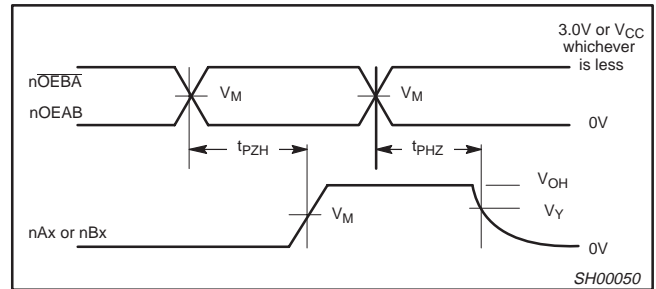 3.0V or VCC
whichever
is less
nOEBA
VM
VM
nOEAB
0V
tPZH
tPHZ
VOH
VM
VY
nAx or nBx
0V
SH00050